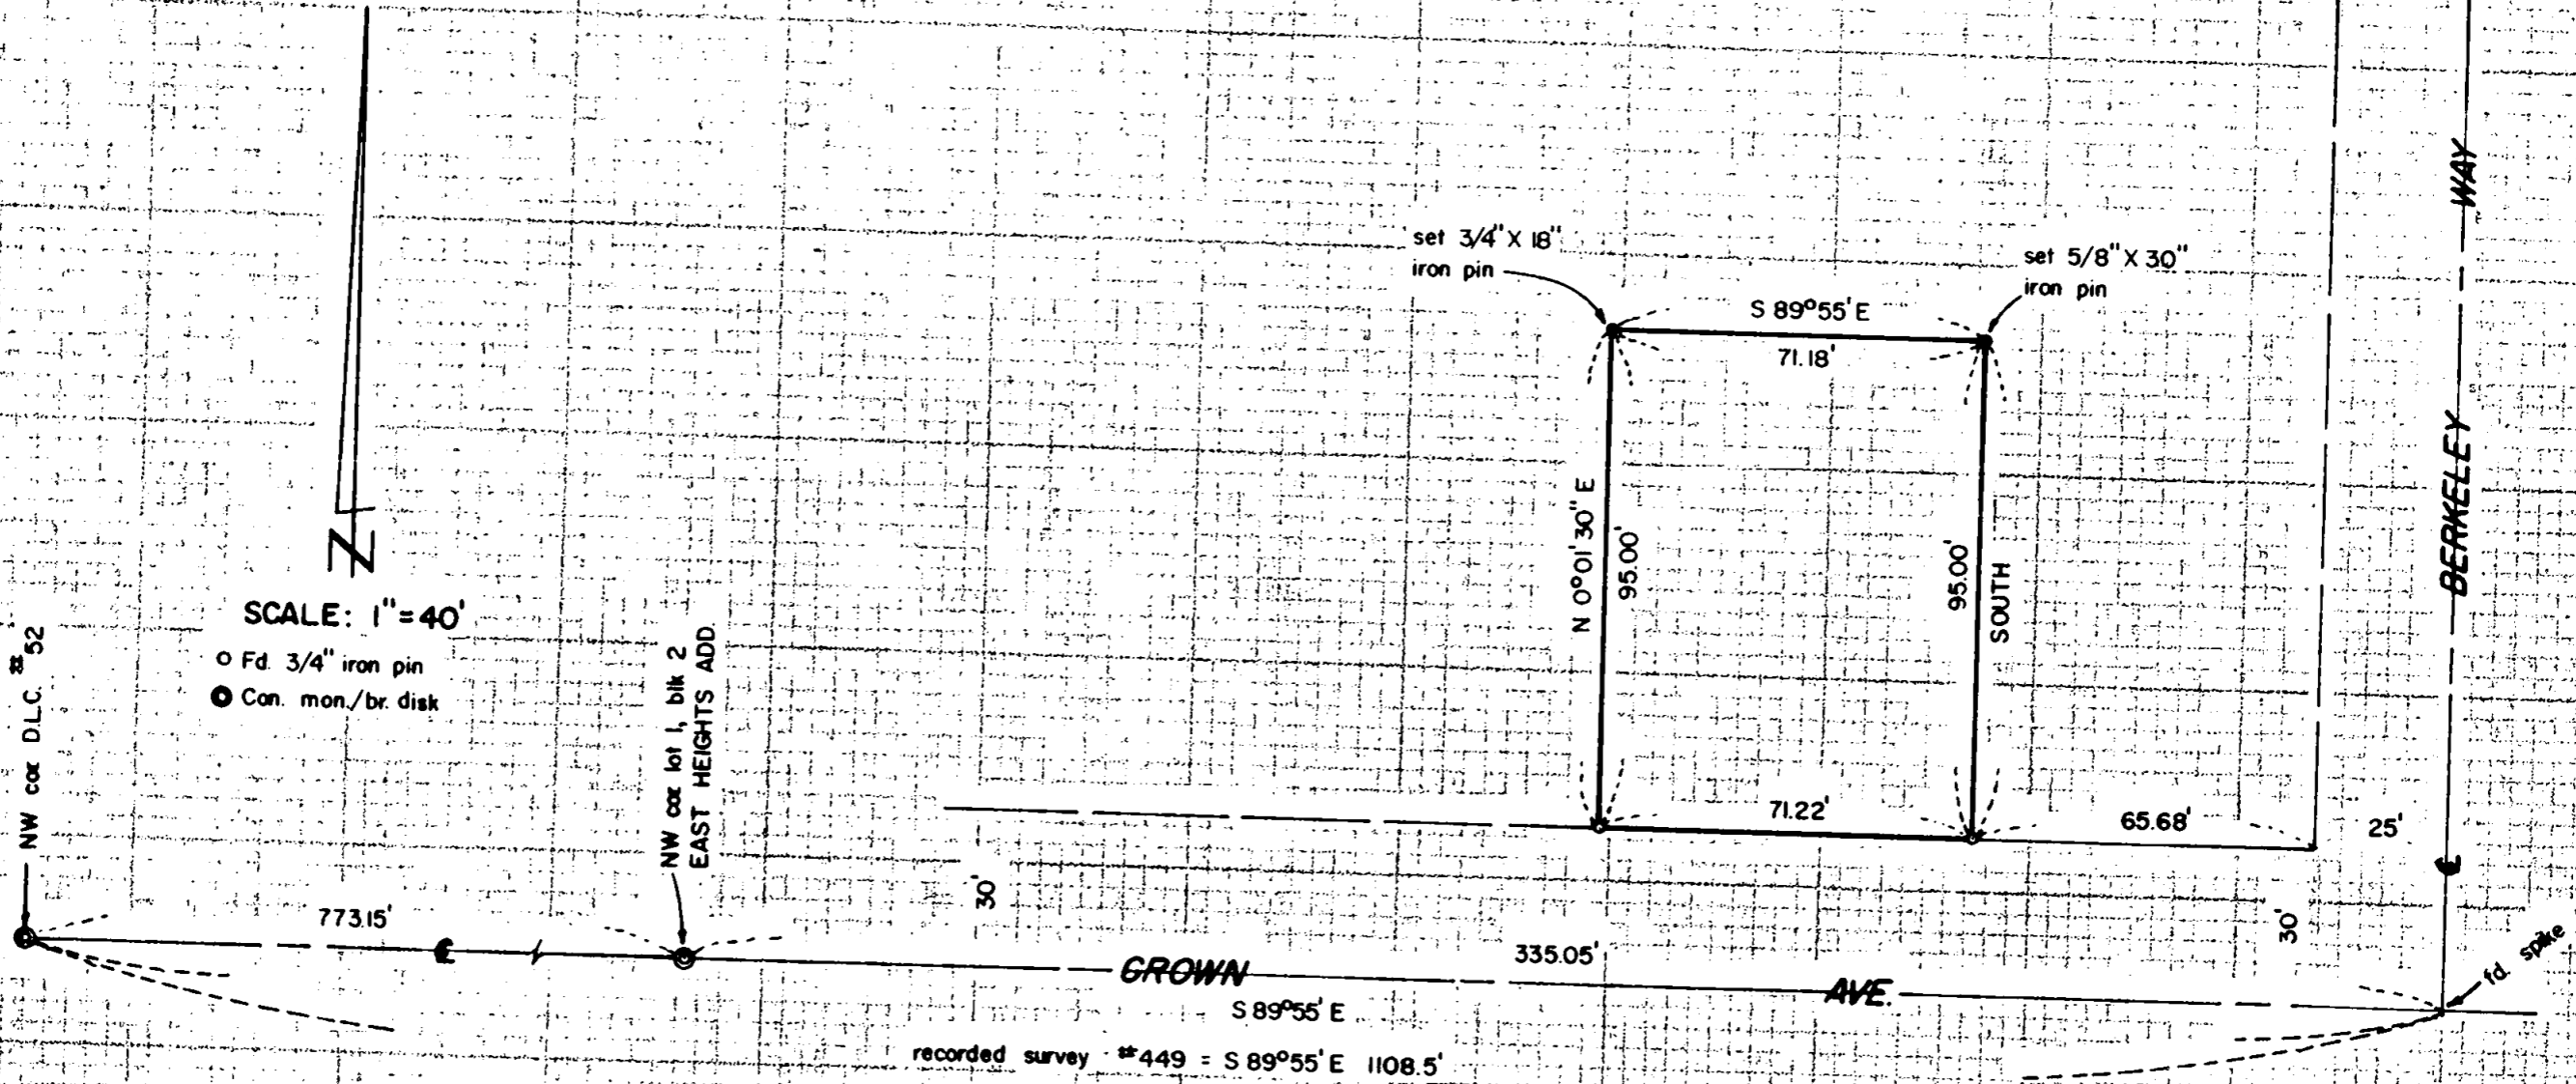 WAY
BERKELEY
set 3/4" X 18"
iron pin
set 5/8" X 30"
iron pin
S 89°55' E
71.18'
N 0°01'30" E
95.00'
95.00'
SOUTH
N
SCALE: 1"=40'
O Fd. 3/4" iron pin
Con. mon./br. disk
NW cor D.L.C. #52
NW cor lot 1, blk 2
EAST HEIGHTS ADD.
71.22'
65.68'
25'
30'
30'
773.15'
335.05'
GROWN AVE.
S 89°55' E
fd. spike
recorded survey #449 = S 89°55' E 1108.5'